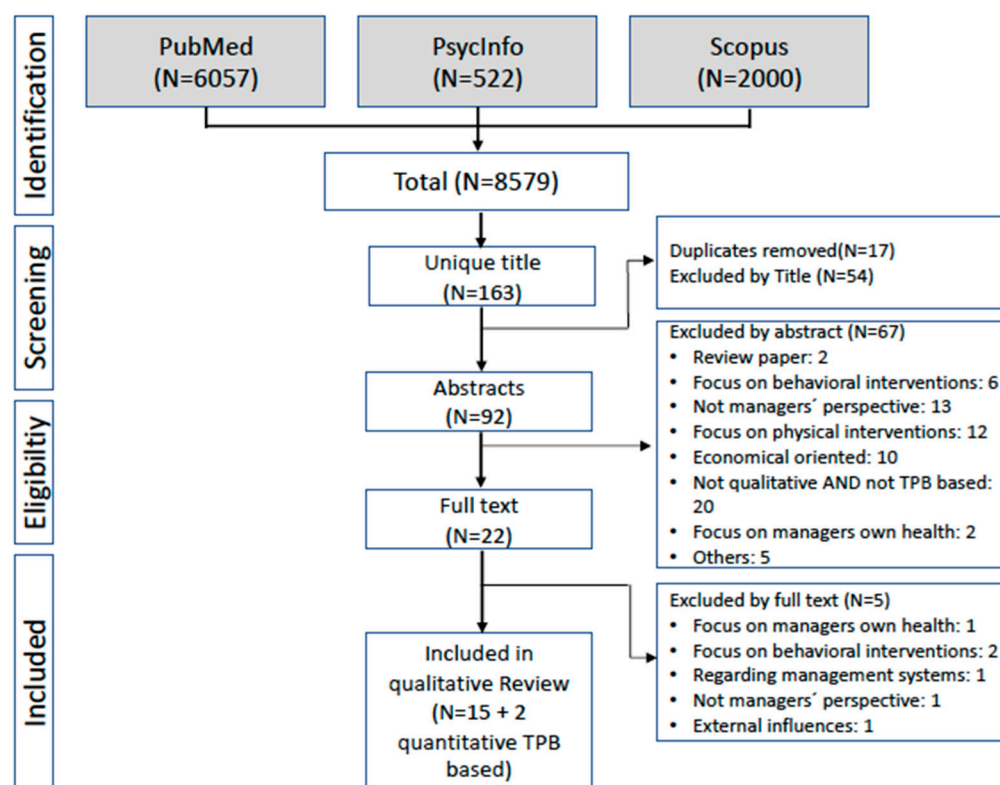 Identification
PubMed
(N=6057)
PsycInfo
(N=522)
Scopus
(N=2000)
Total (N=8579)
Screening
Unique title
(N=163)
Duplicates removed(N=17)
Excluded by Title (N=54)
Abstracts
(N=92)
Excluded by abstract (N=67)
• Review paper: 2
• Focus on behavioral interventions: 6
• Not managers´ perspective: 13
• Focus on physical interventions: 12
• Economical oriented: 10
• Not qualitative AND not TPB based:
20
• Focus on managers own health: 2
• Others: 5
Eligibiltiy
Full text
(N=22)
Included
Excluded by full text (N=5)
• Focus on managers own health: 1
• Focus on behavioral interventions: 2
• Regarding management systems: 1
• Not managers´ perspective: 1
• External influences: 1
Included in
qualitative Review
(N=15 + 2
quantitative TPB
based)